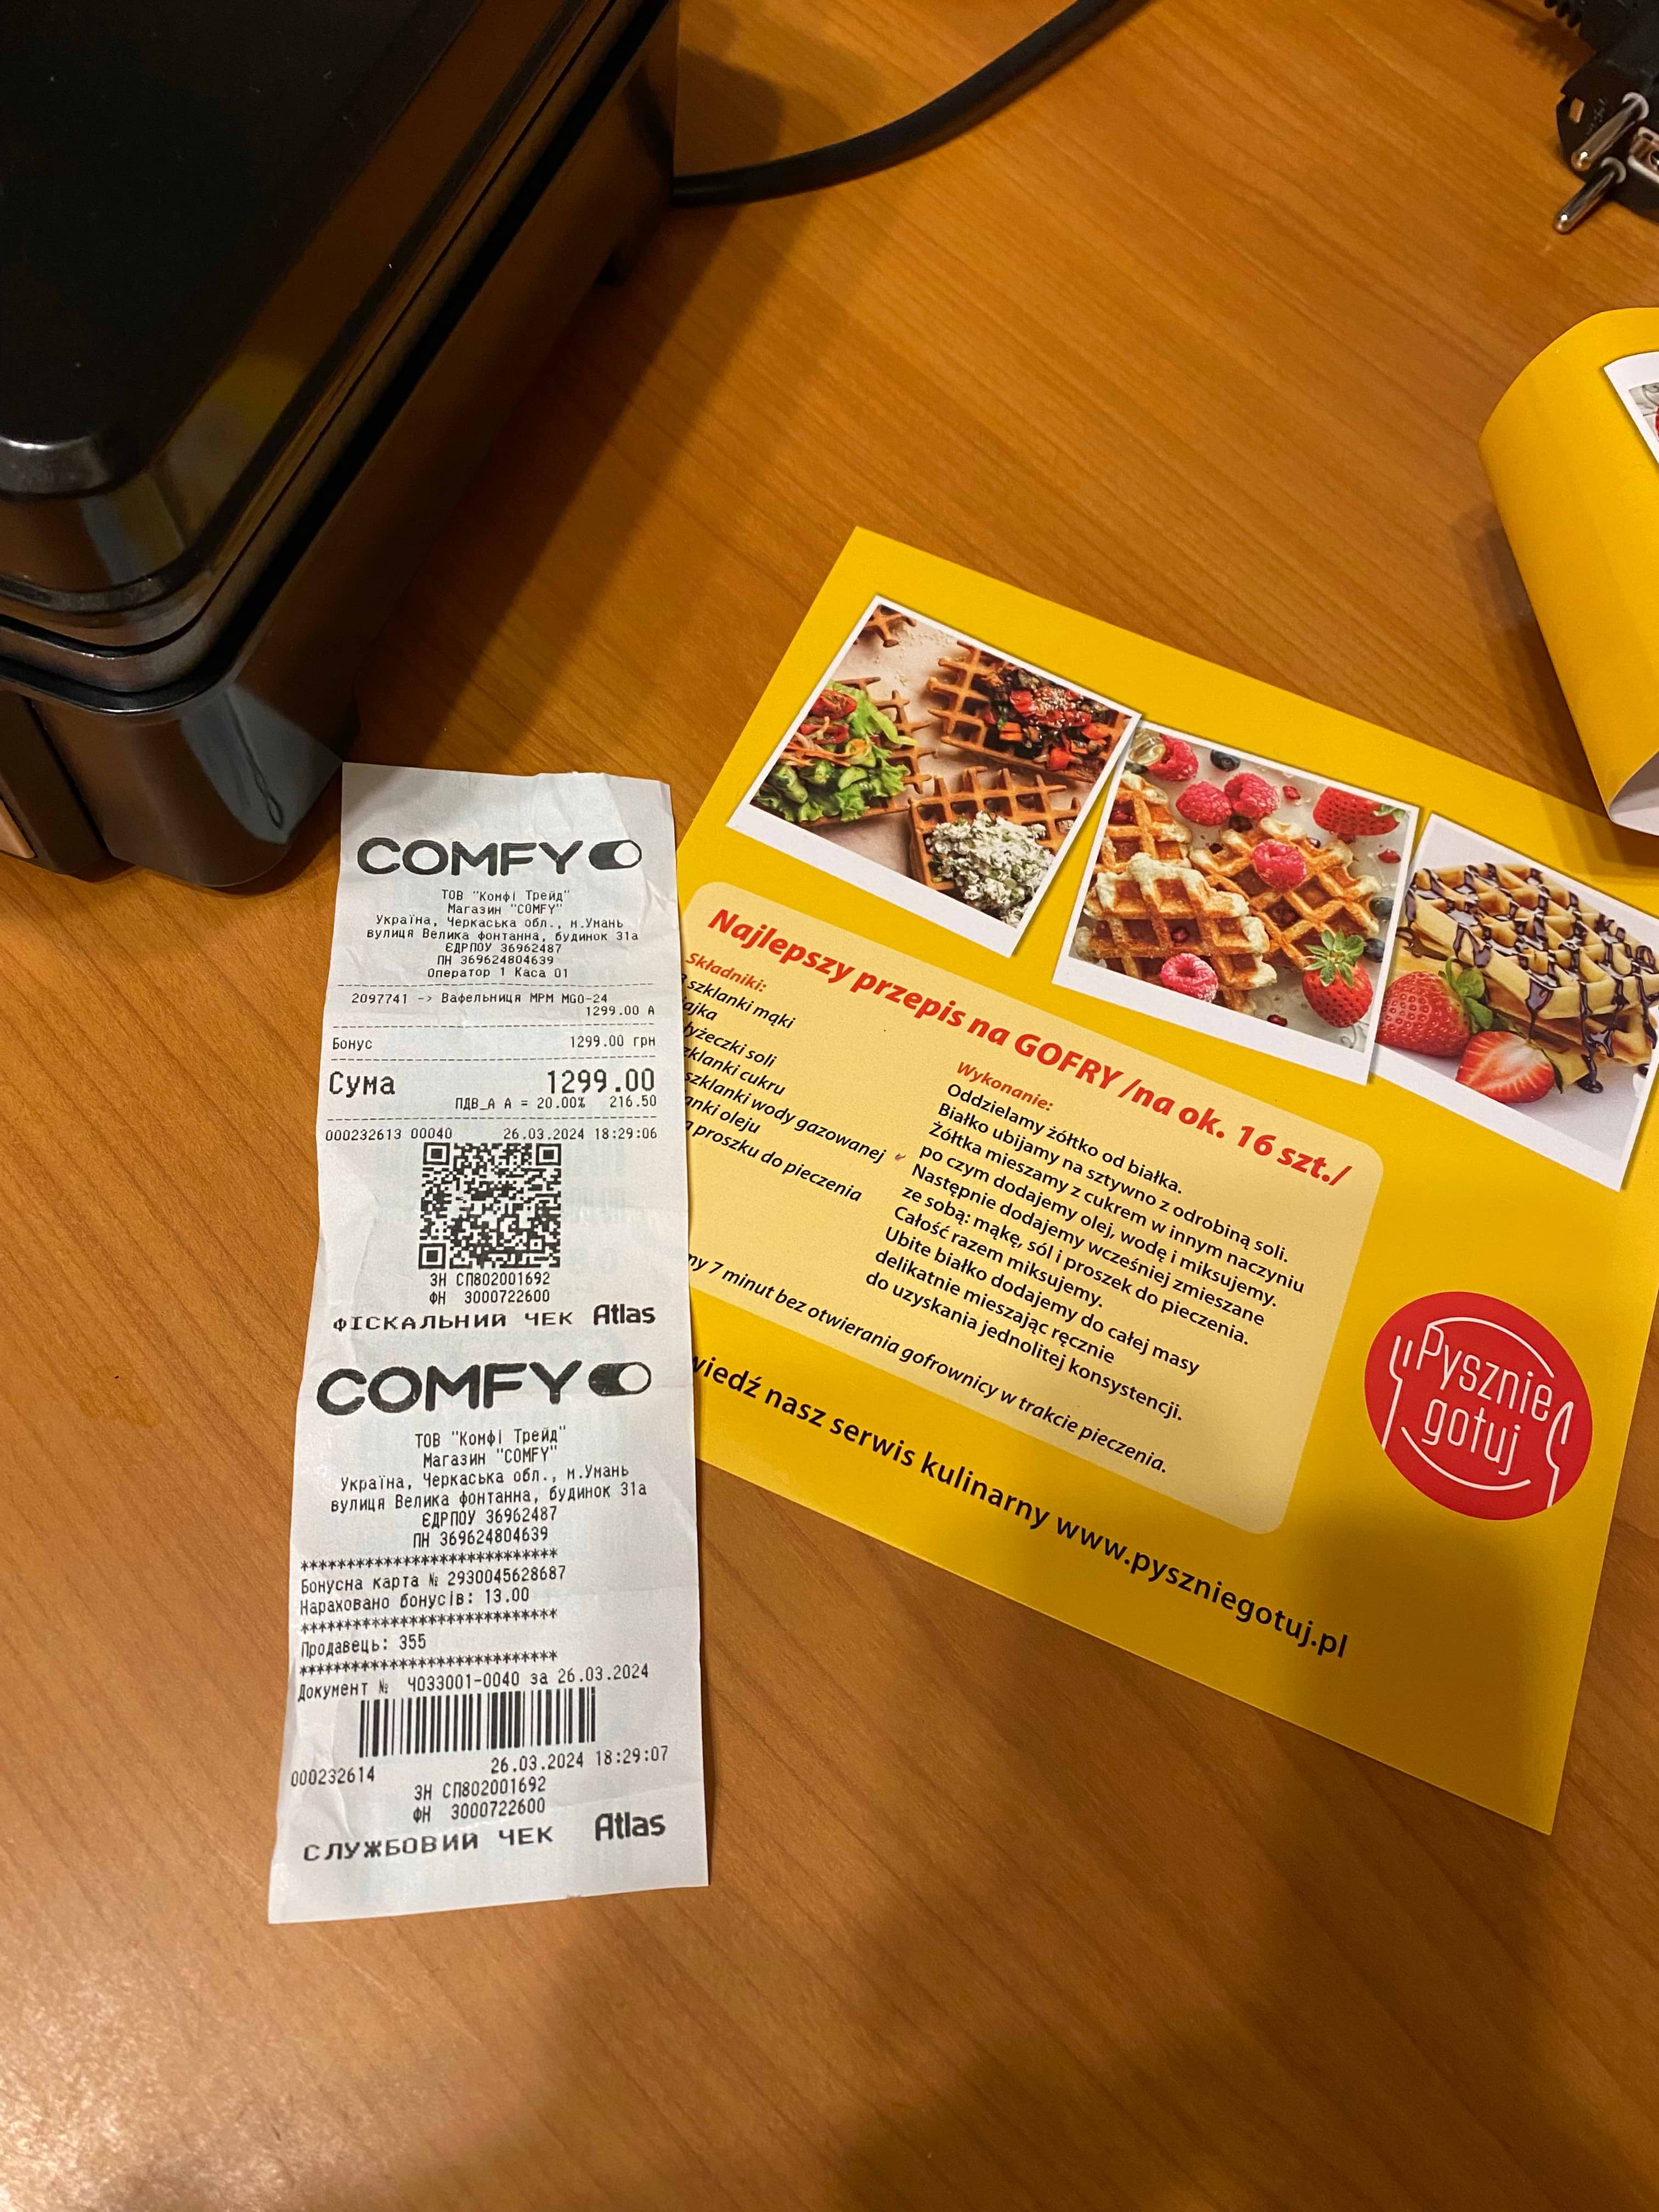 COMFY
ТОВ "Комфі Трейд"
Магазин "COMFY"
Україна, Черкаська обл., м.Умань
вулиця Велика фонтанна, будинок 31а
ЄДРПОУ 36962487
ПН 369624804639
Оператор 1 Каса 01
2097741 -> Вафельниця MPM MGO-24
1299.00 А
Бонус 1299.00 грн
Сума 1299.00
ПДВ_А А = 20.00% 216.50
000232613 00040 26.03.2024 18:29:06
ЗН СП802001692
ФН 3000722600
ФІСКАЛЬНИЙ ЧЕК Atlas
COMFY
ТОВ "Комфі Трейд"
Магазин "COMFY"
Україна, Черкаська обл., м.Умань
вулиця Велика фонтанна, будинок 31а
ЄДРПОУ 36962487
ПН 369624804639
****************************
Бонусна карта № 2930045628687
Нараховано бонусів: 13.00
****************************
Продавець: 355
****************************
Документ № Ч033001-0040 за 26.03.2024
000232614 26.03.2024 18:29:07
ЗН СП802001692
ФН 3000722600
СЛУЖБОВИЙ ЧЕК Atlas
Najlepszy przepis na GOFRY /na ok. 16 szt./
Składniki:
szklanki mąki
ajka
yżeczki soli
zklanki cukru
szklanki wody gazowanej
anki oleju
proszku do pieczenia
Wykonanie:
Oddzielamy żółtko od białka.
Białko ubijamy na sztywno z odrobiną soli.
Żółtka mieszamy z cukrem w innym naczyniu
po czym dodajemy olej, wodę i miksujemy.
Następnie dodajemy wcześniej zmieszane
ze sobą: mąkę, sól i proszek do pieczenia.
Całość razem miksujemy.
Ubite białko dodajemy do całej masy
delikatnie mieszając ręcznie
do uzyskania jednolitej konsystencji.
my 7 minut bez otwierania gofrownicy w trakcie pieczenia.
wiedź nasz serwis kulinarny www.pyszniegotuj.pl
Pysznie
gotuj